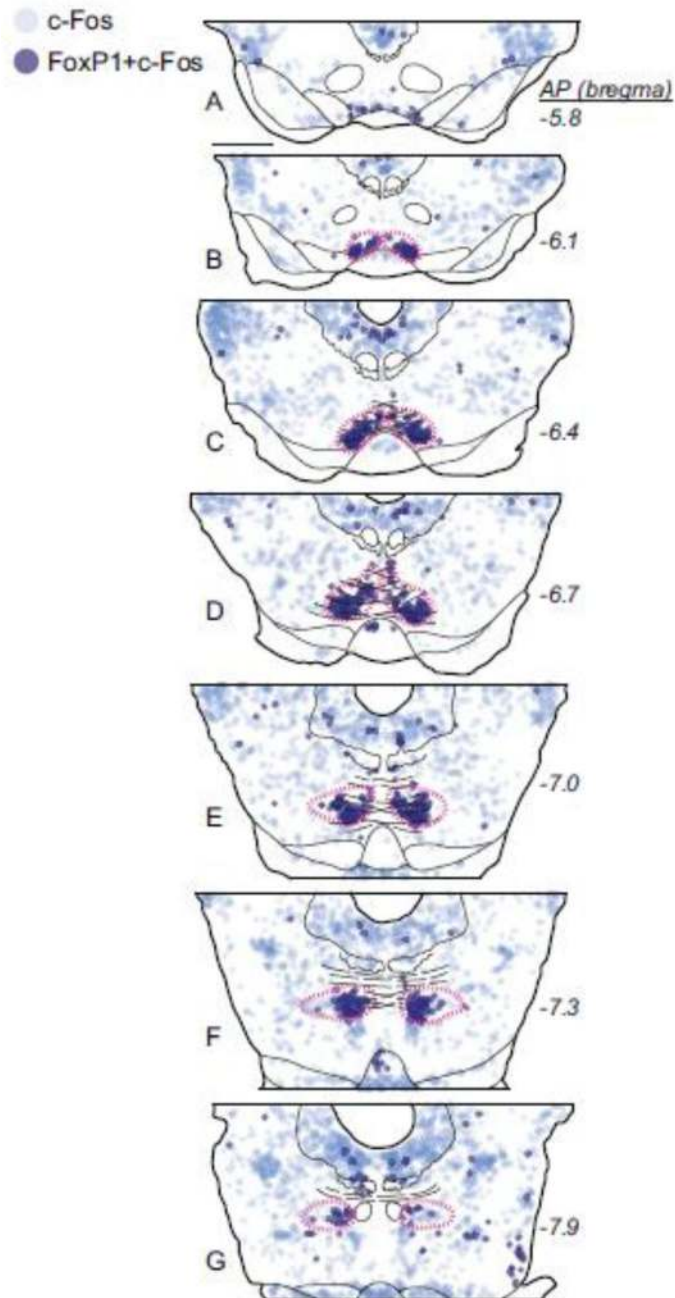 c-Fos
FoxP1+c-Fos
AP (bregma)
A
-5.8
B
-6.1
C
-6.4
D
-6.7
E
-7.0
F
-7.3
G
-7.9